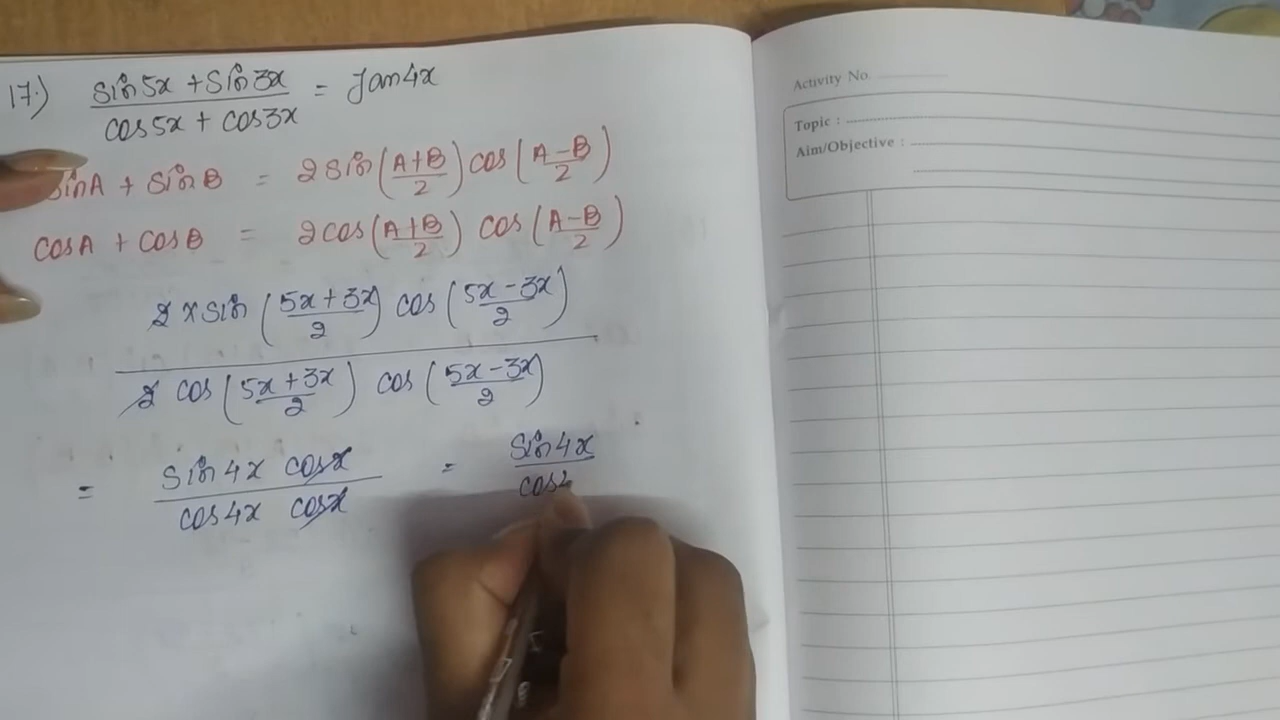 17.) sin5x + sin3x / cos5x + cos3x = tan4x
sinA + sinB = 2sin(A+B/2) cos(A-B/2)
cosA + cosB = 2cos(A+B/2) cos(A-B/2)
2 x sin (5x+3x/2) cos (5x-3x/2)
2 cos (5x+3x/2) cos (5x-3x/2)
= sin4x cosx / cos4x cosx = sin4x / cos4
Activity No.
Topic :
Aim/Objective :